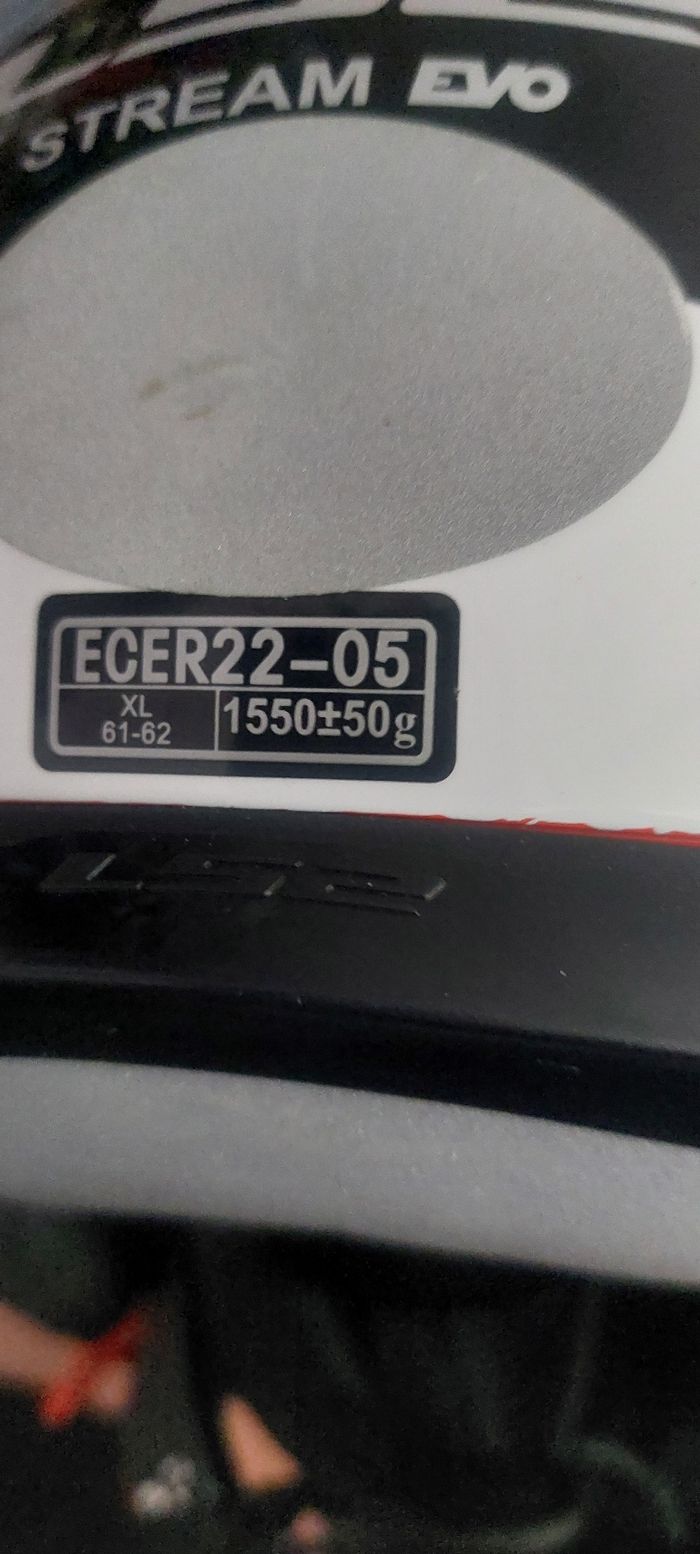 STREAM EVO
ECER22-05
XL
61-62
1550±50g
LS2